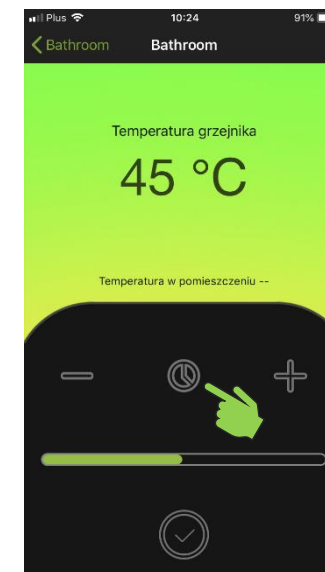 Plus 10:24 91%
Bathroom Bathroom
Temperatura grzejnika
45 °C
Temperatura w pomieszczeniu --